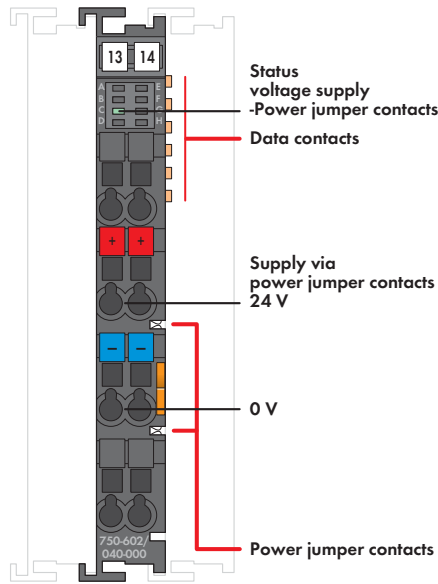 13 14
A E
B F
C G
D H
Status
voltage supply
-Power jumper contacts
Data contacts
+ +
Supply via
power jumper contacts
24 V
– –
0 V
750-602/
040-000
Power jumper contacts